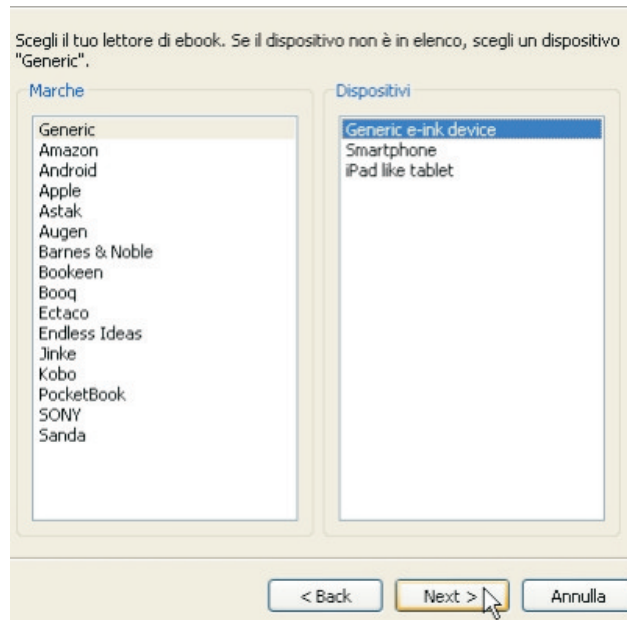 Scegli il tuo lettore di ebook. Se il dispositivo non è in elenco, scegli un dispositivo
"Generic".
Marche
Generic
Amazon
Android
Apple
Astak
Augen
Barnes & Noble
Bookeen
Booq
Ectaco
Endless Ideas
Jinke
Kobo
PocketBook
SONY
Sanda
Dispositivi
Generic e-ink device
Smartphone
iPad like tablet
< Back
Next >
Annulla